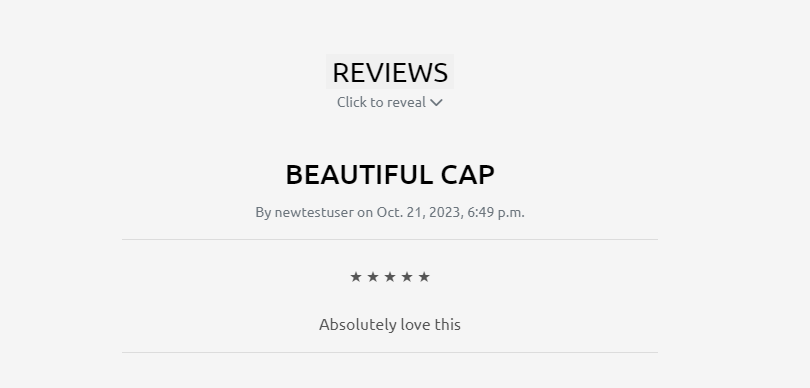 REVIEWS
Click to reveal
BEAUTIFUL CAP
By newtestuser on Oct. 21, 2023, 6:49 p.m.
★ ★ ★ ★ ★
Absolutely love this